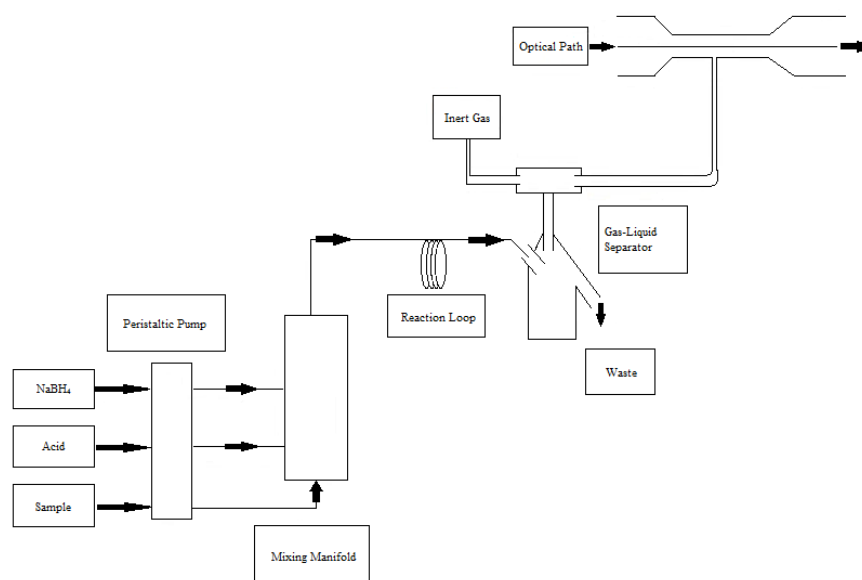 Optical Path
Inert Gas
Gas-Liquid
Separator
Reaction Loop
Peristaltic Pump
Waste
NaBH₄
Acid
Sample
Mixing Manifold